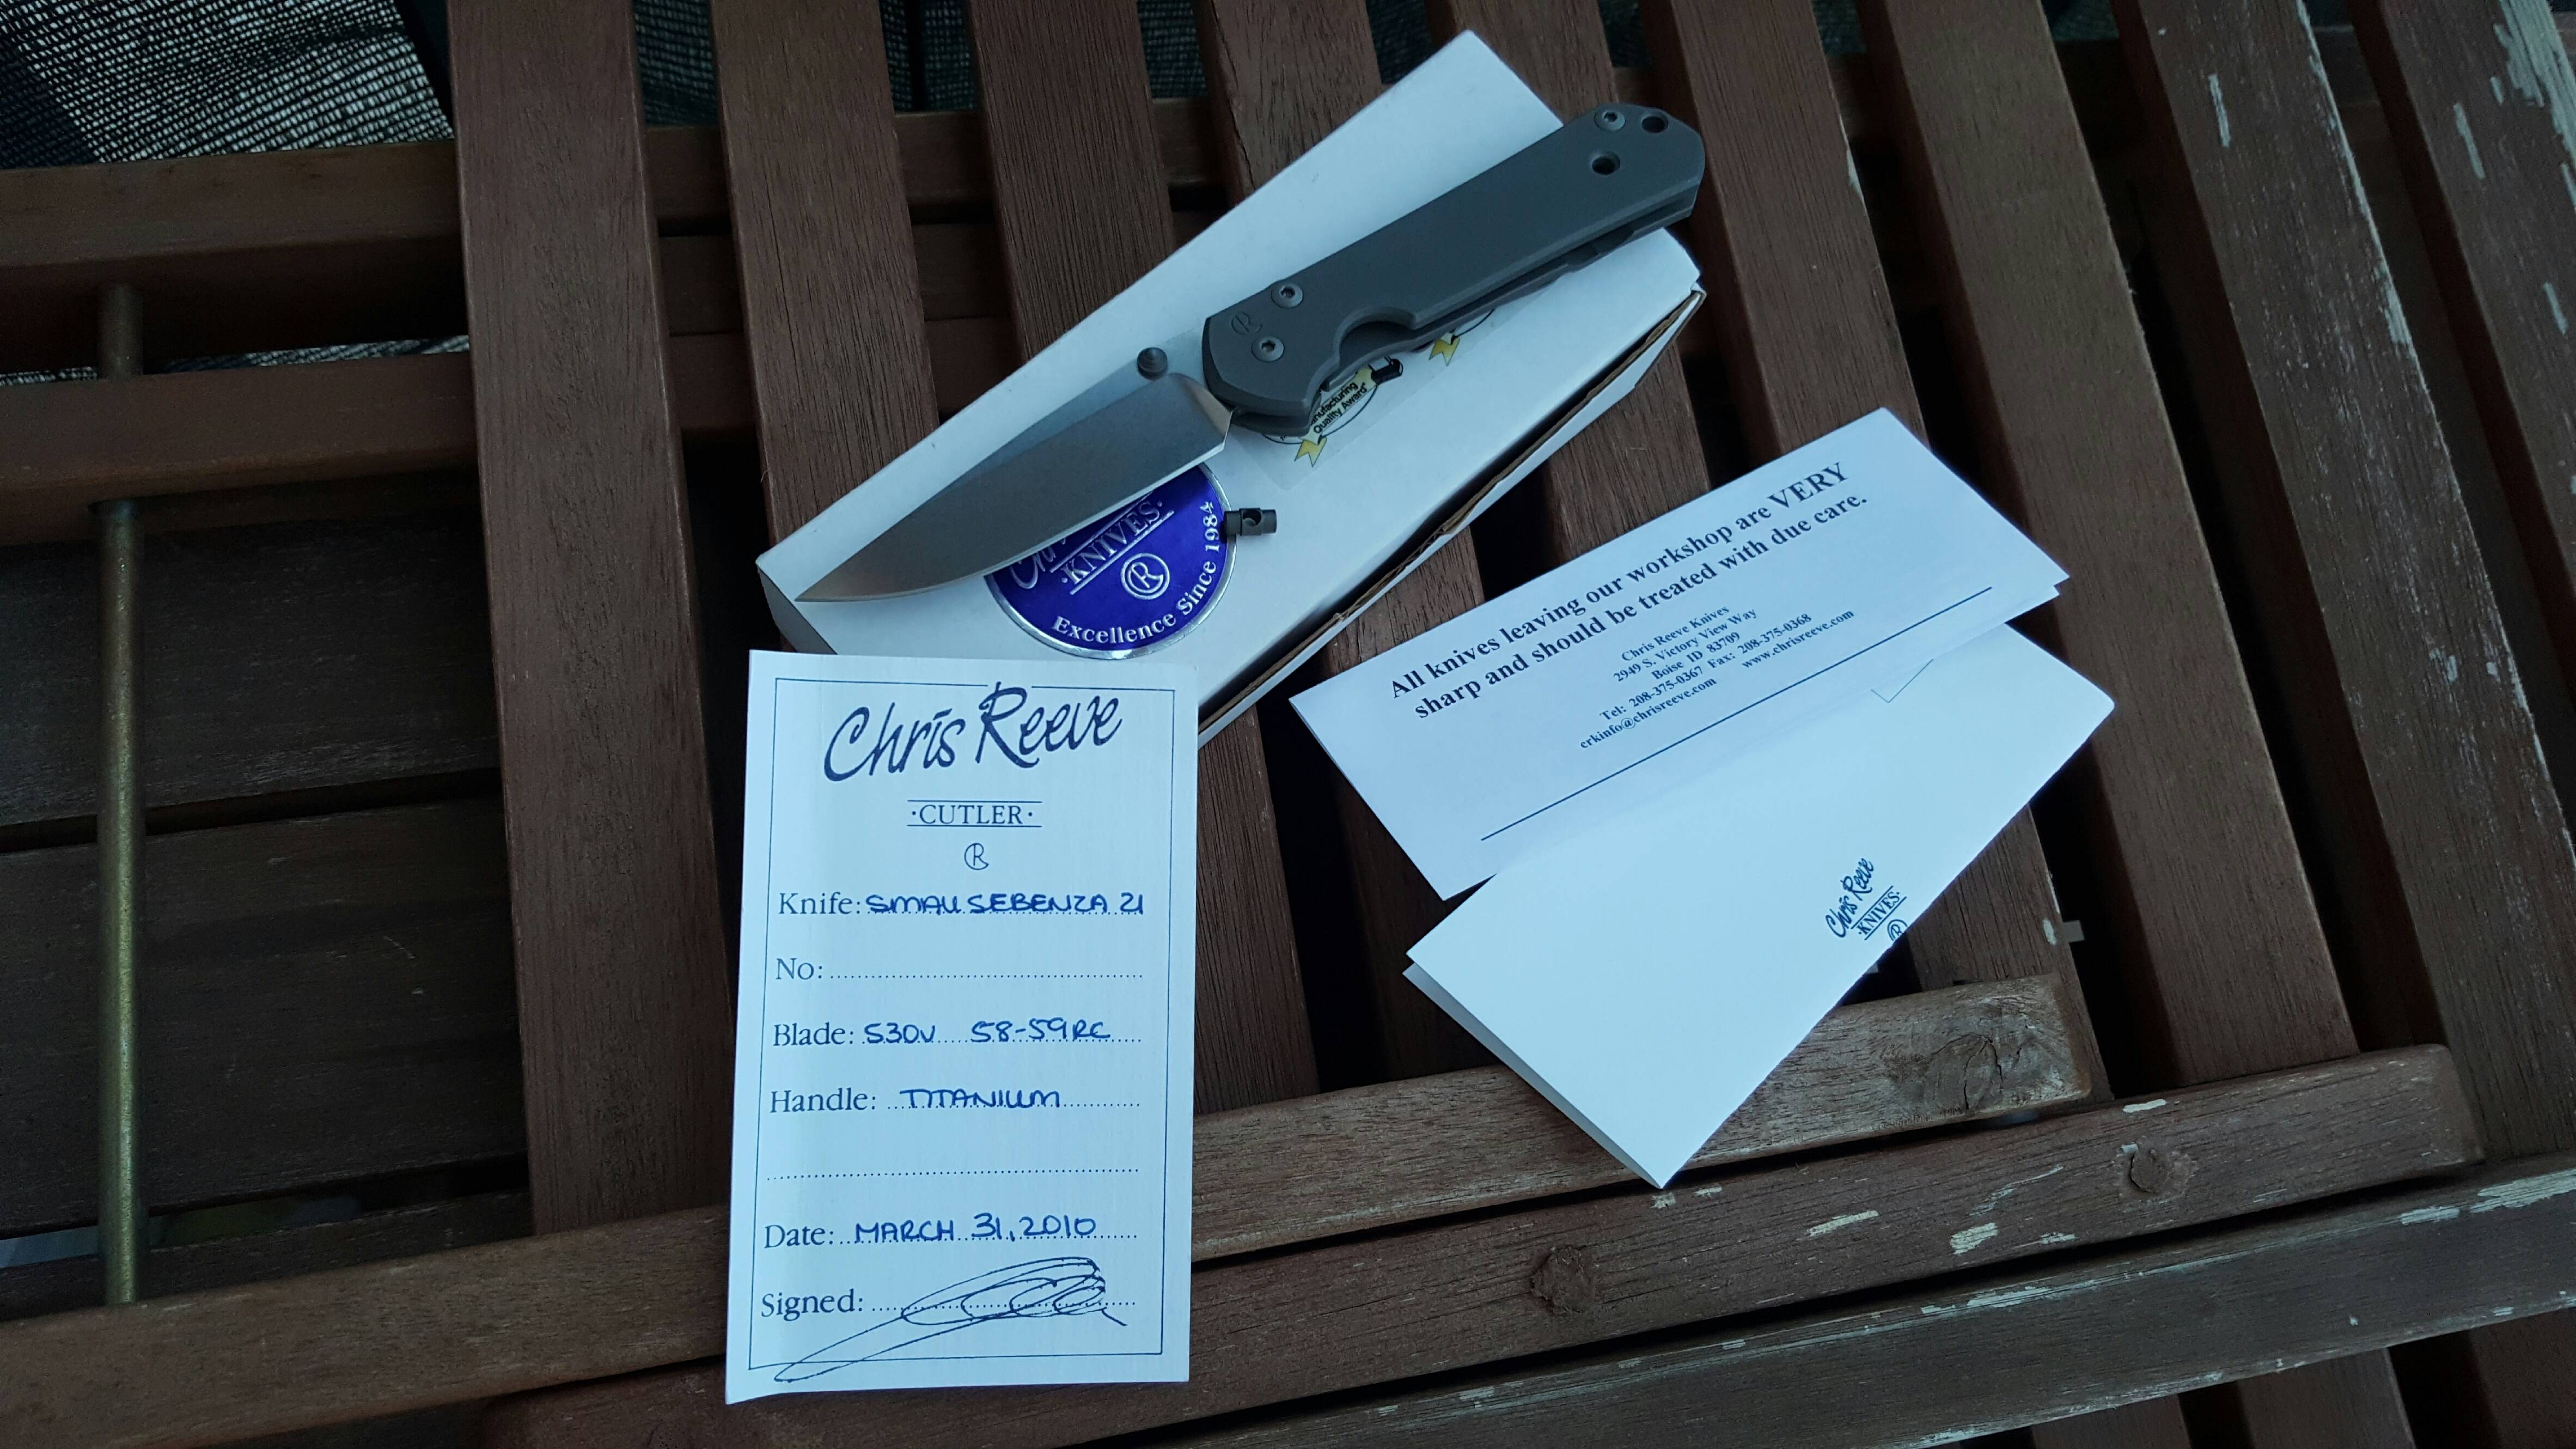 nufacturing
Quality Award"
·KNIVES·
R
Excellence Since 1984
All knives leaving our workshop are VERY
sharp and should be treated with due care.
Chris Reeve Knives
2949 S. Victory View Way
Boise ID 83709
Tel: 208-375-0367 Fax: 208-375-0368
crkinfo@chrisreeve.com www.chrisreeve.com
Chris Reeve
·CUTLER·
R
Knife: SMALL SEBENZA 21
No:
Blade: S30V 58-59RC
Handle: TITANIUM
Date: MARCH 31, 2010
Signed:
Chris Reeve
·KNIVES·
R